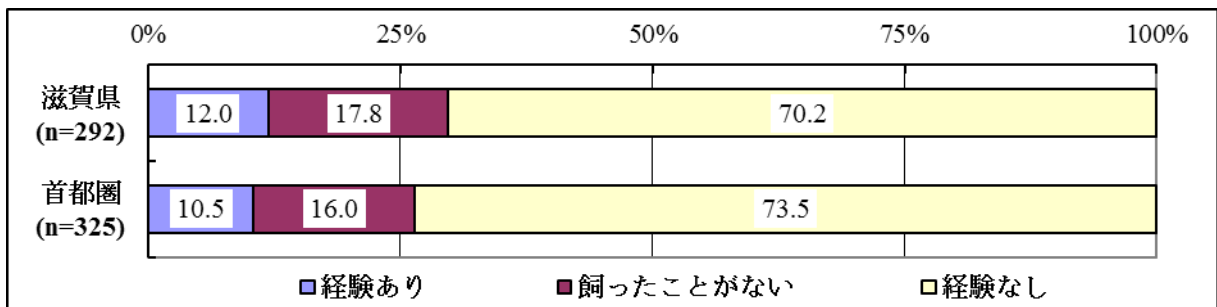 0% 25% 50% 75% 100%
滋賀県
(n=292)
12.0 17.8 70.2
首都圏
(n=325)
10.5 16.0 73.5
経験あり 飼ったことがない 経験なし